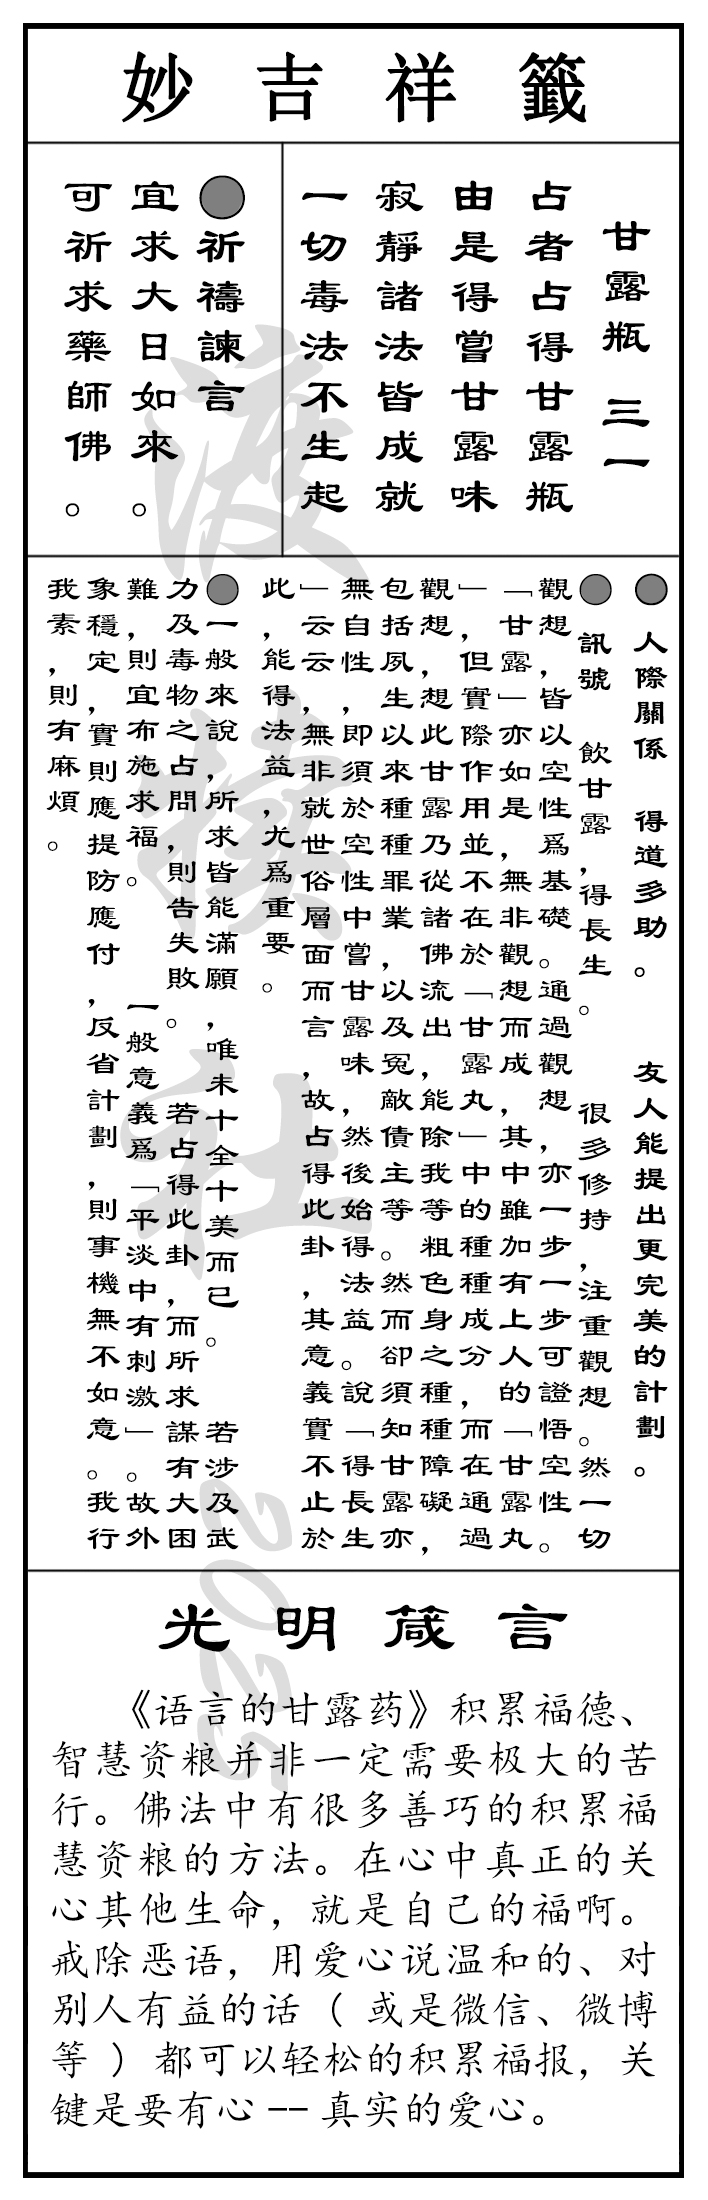 妙吉祥籤
甘露瓶 三一
占者占得甘露瓶
由是得嘗甘露味
寂靜諸法皆成就
一切毒法不生起
●祈禱諫言
宜求大日如來。
可祈求藥師佛。
● 人際關係 得道多助。 友人能提出更完美的計劃。
● 訊號 飲甘露，得長生。 很多修持，注重觀想。然一切
觀想，皆以空性爲基礎。通過觀想，亦一步一步可證悟空性。
「甘露」亦如是，無非觀想而成，其中雖加有上人的「甘露丸
」，但實際作用並不在於「甘露丸」中的種種成分，而在通過
觀想，想此甘露乃從諸佛流出，能除我等粗色身之種種障礙，
包括夙生以來種種罪業，以及冤敵債主等。然而卻須知甘露亦
無自性，即須於空性中嘗甘露味，然後始得法益。說「得長生
」云云，無非就世俗層面而言，故占得此卦，其意義實不止於
此，能得法益，尤爲重要。
●一般來說，所求皆能滿願，唯未十全十美而已。 若涉及武
力及毒物之占問，則告失敗。 若占得此卦，而所求謀有大困
難，則宜布施求福。 一般意義爲「平淡中有刺激」。故外
象穩定，實則應提防應付，反省計劃，則事機無不如意。我行
我素，則有麻煩。
光明箴言
《语言的甘露药》积累福德、
智慧资粮并非一定需要极大的苦
行。佛法中有很多善巧的积累福
慧资粮的方法。在心中真正的关
心其他生命，就是自己的福啊。
戒除恶语，用爱心说温和的、对
别人有益的话（或是微信、微博
等）都可以轻松的积累福报，关
键是要有心--真实的爱心。
渡
社
2025